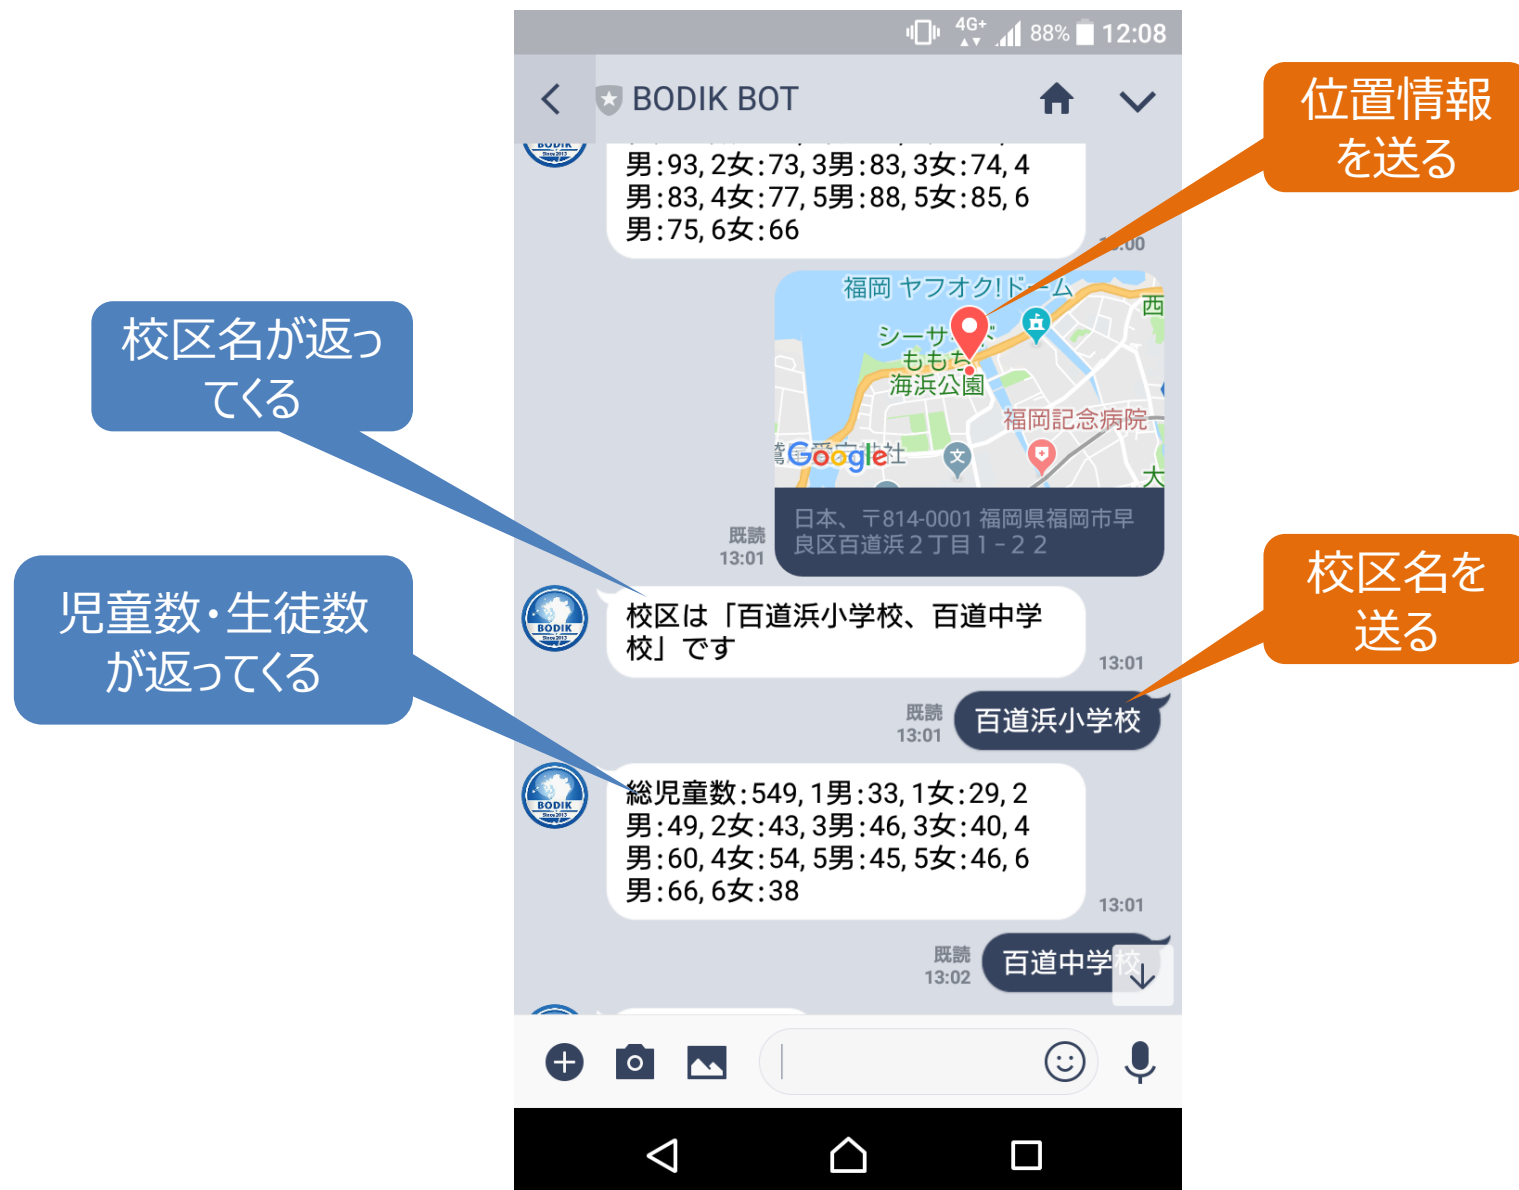 4G+ 88% 12:08
BODIK BOT
位置情報
を送る
男:93, 2女:73, 3男:83, 3女:74, 4
男:83, 4女:77, 5男:88, 5女:85, 6
男:75, 6女:66
:00
福岡 ヤフオク!ドーム
西
シーサイド
ももち
海浜公園
福岡記念病院
Google
大
日本、〒814-0001 福岡県福岡市早
良区百道浜２丁目１−２２
既読
13:01
校区名が返っ
てくる
BODIK
Since 2013
校区は「百道浜小学校、百道中学
校」です
13:01
児童数・生徒数
が返ってくる
校区名を
送る
既読
13:01
百道浜小学校
BODIK
Since 2013
総児童数:549, 1男:33, 1女:29, 2
男:49, 2女:43, 3男:46, 3女:40, 4
男:60, 4女:54, 5男:45, 5女:46, 6
男:66, 6女:38
13:01
既読
13:02
百道中学校